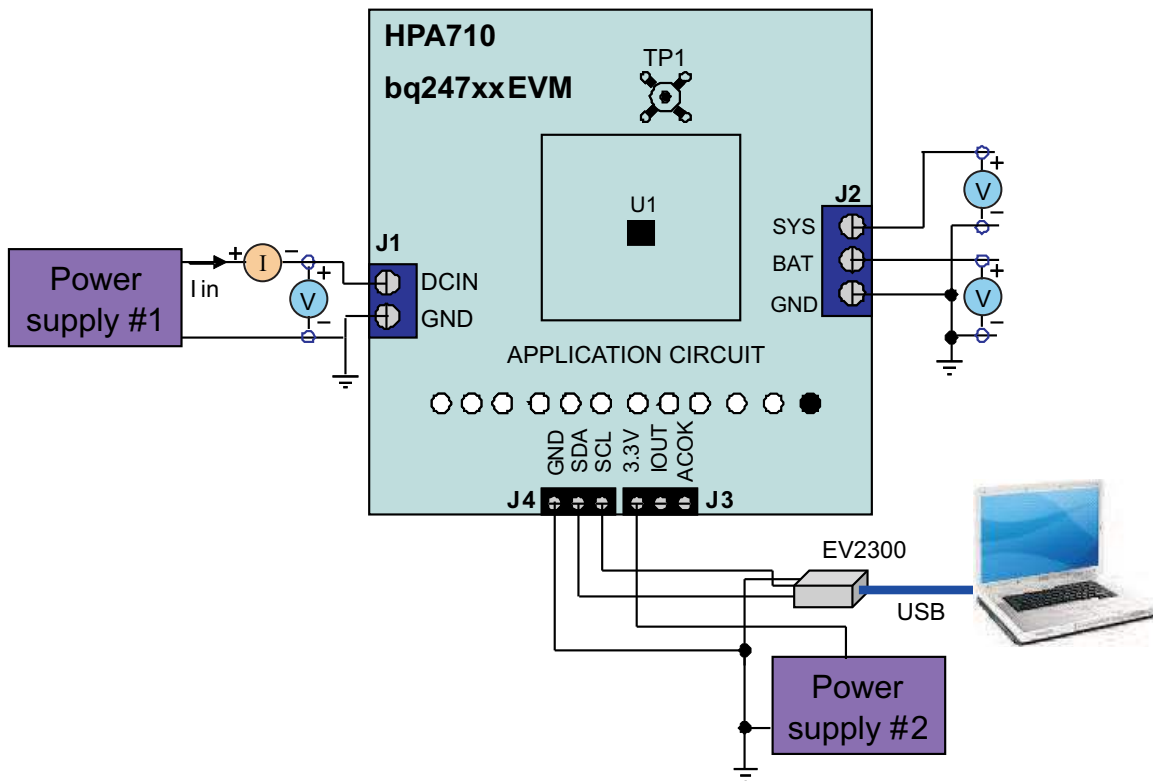 HPA710
bq247xxEVM
TP1
U1
J1
DCIN
GND
J2
SYS
BAT
GND
Power
supply #1
I in
+
I
−
+
V
−
+
V
−
+
V
−
APPLICATION CIRCUIT
GND
SDA
SCL
3.3V
IOUT
ACOK
J4
J3
EV2300
USB
Power
supply #2